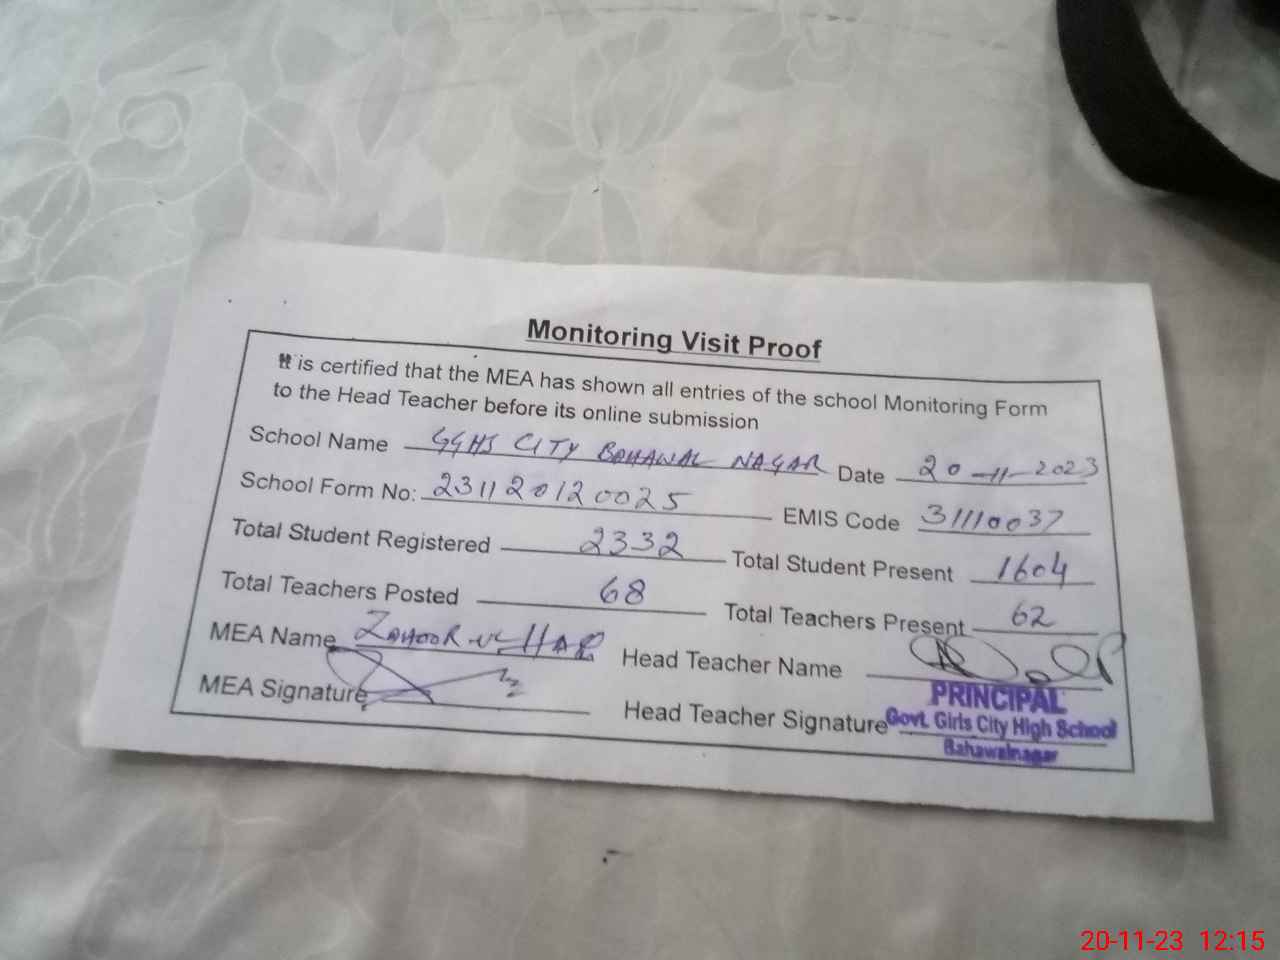 Monitoring Visit Proof
It is certified that the MEA has shown all entries of the school Monitoring Form
to the Head Teacher before its online submission
School Name GGHS CITY BAHAWAL NAGAR Date 20-11-2023
School Form No: 231120120025 EMIS Code 31110037
Total Student Registered 2332 Total Student Present 1604
Total Teachers Posted 68 Total Teachers Present 62
MEA Name ZAHOOR-UL-HAQ Head Teacher Name
MEA Signature Head Teacher Signature
PRINCIPAL
Govt. Girls City High School
Bahawalnagar
20-11-23 12:15